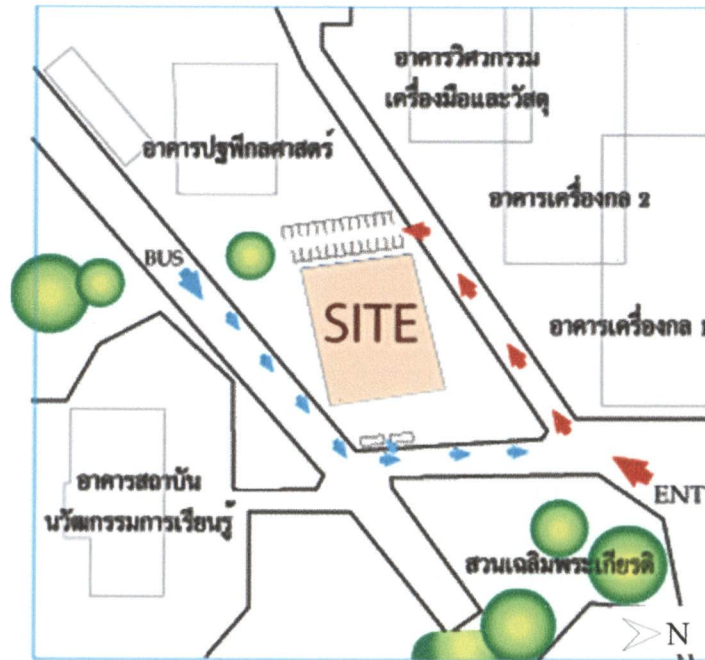 อาคารวิศวกรรม
เครื่องมือและวัสดุ
อาคารปฐพีกลศาสตร์
อาคารเครื่องกล 2
BUS
SITE
อาคารเครื่องกล 1
อาคารสถาบัน
นวัฒกรรมการเรียนรู้
ENT
สวนเฉลิมพระเกียรติ
N